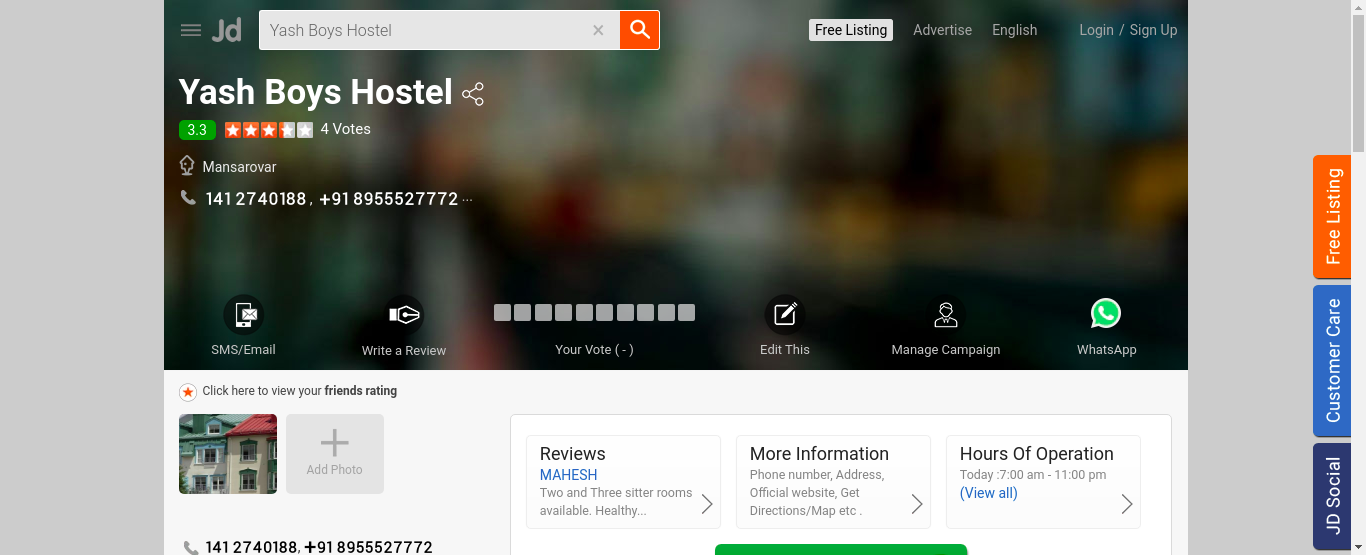 Jd
Yash Boys Hostel
Free Listing
Advertise
English
Login / Sign Up
Yash Boys Hostel
3.3
4 Votes
Mansarovar
141 2740188 , +91 8955527772 ...
SMS/Email
Write a Review
Your Vote ( - )
Edit This
Manage Campaign
WhatsApp
Free Listing
Customer Care
JD Social
Click here to view your friends rating
Add Photo
Reviews
MAHESH
Two and Three sitter rooms
available. Healthy...
More Information
Phone number, Address,
Official website, Get
Directions/Map etc .
Hours Of Operation
Today :7:00 am - 11:00 pm
(View all)
141 2740188, +91 8955527772